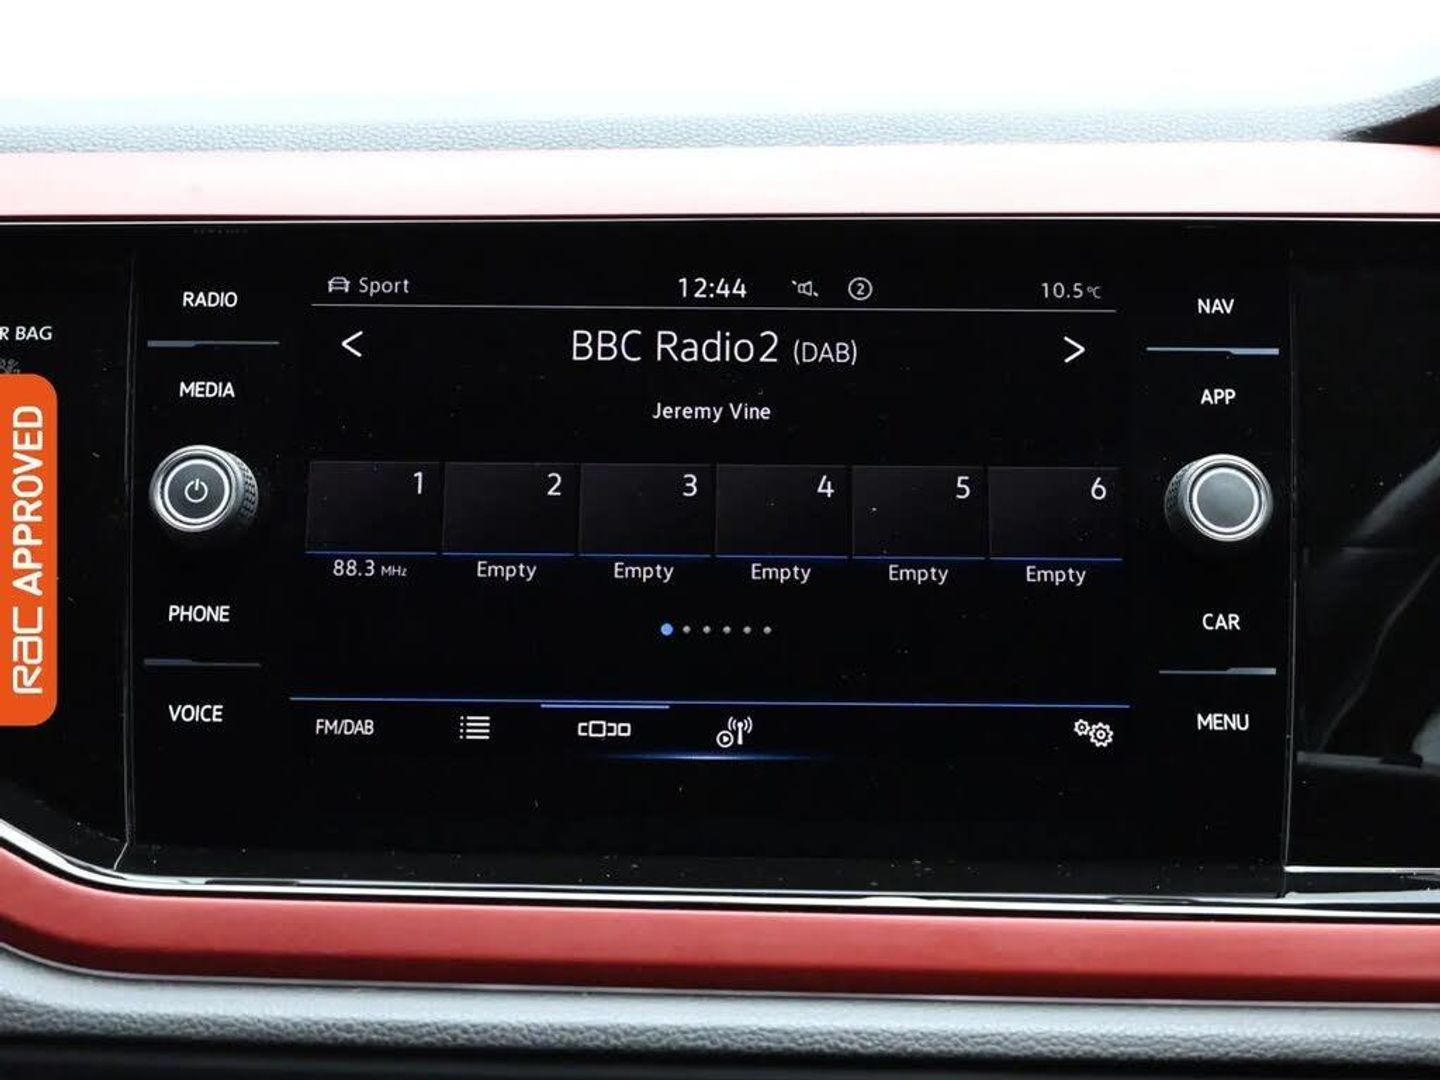 Sport 12:44 2 10.5°C
RADIO
NAV
R BAG
< BBC Radio2 (DAB) >
MEDIA
APP
Jeremy Vine
1 2 3 4 5 6
88.3 MHz Empty Empty Empty Empty Empty
RAC APPROVED
PHONE
CAR
VOICE
MENU
FM/DAB